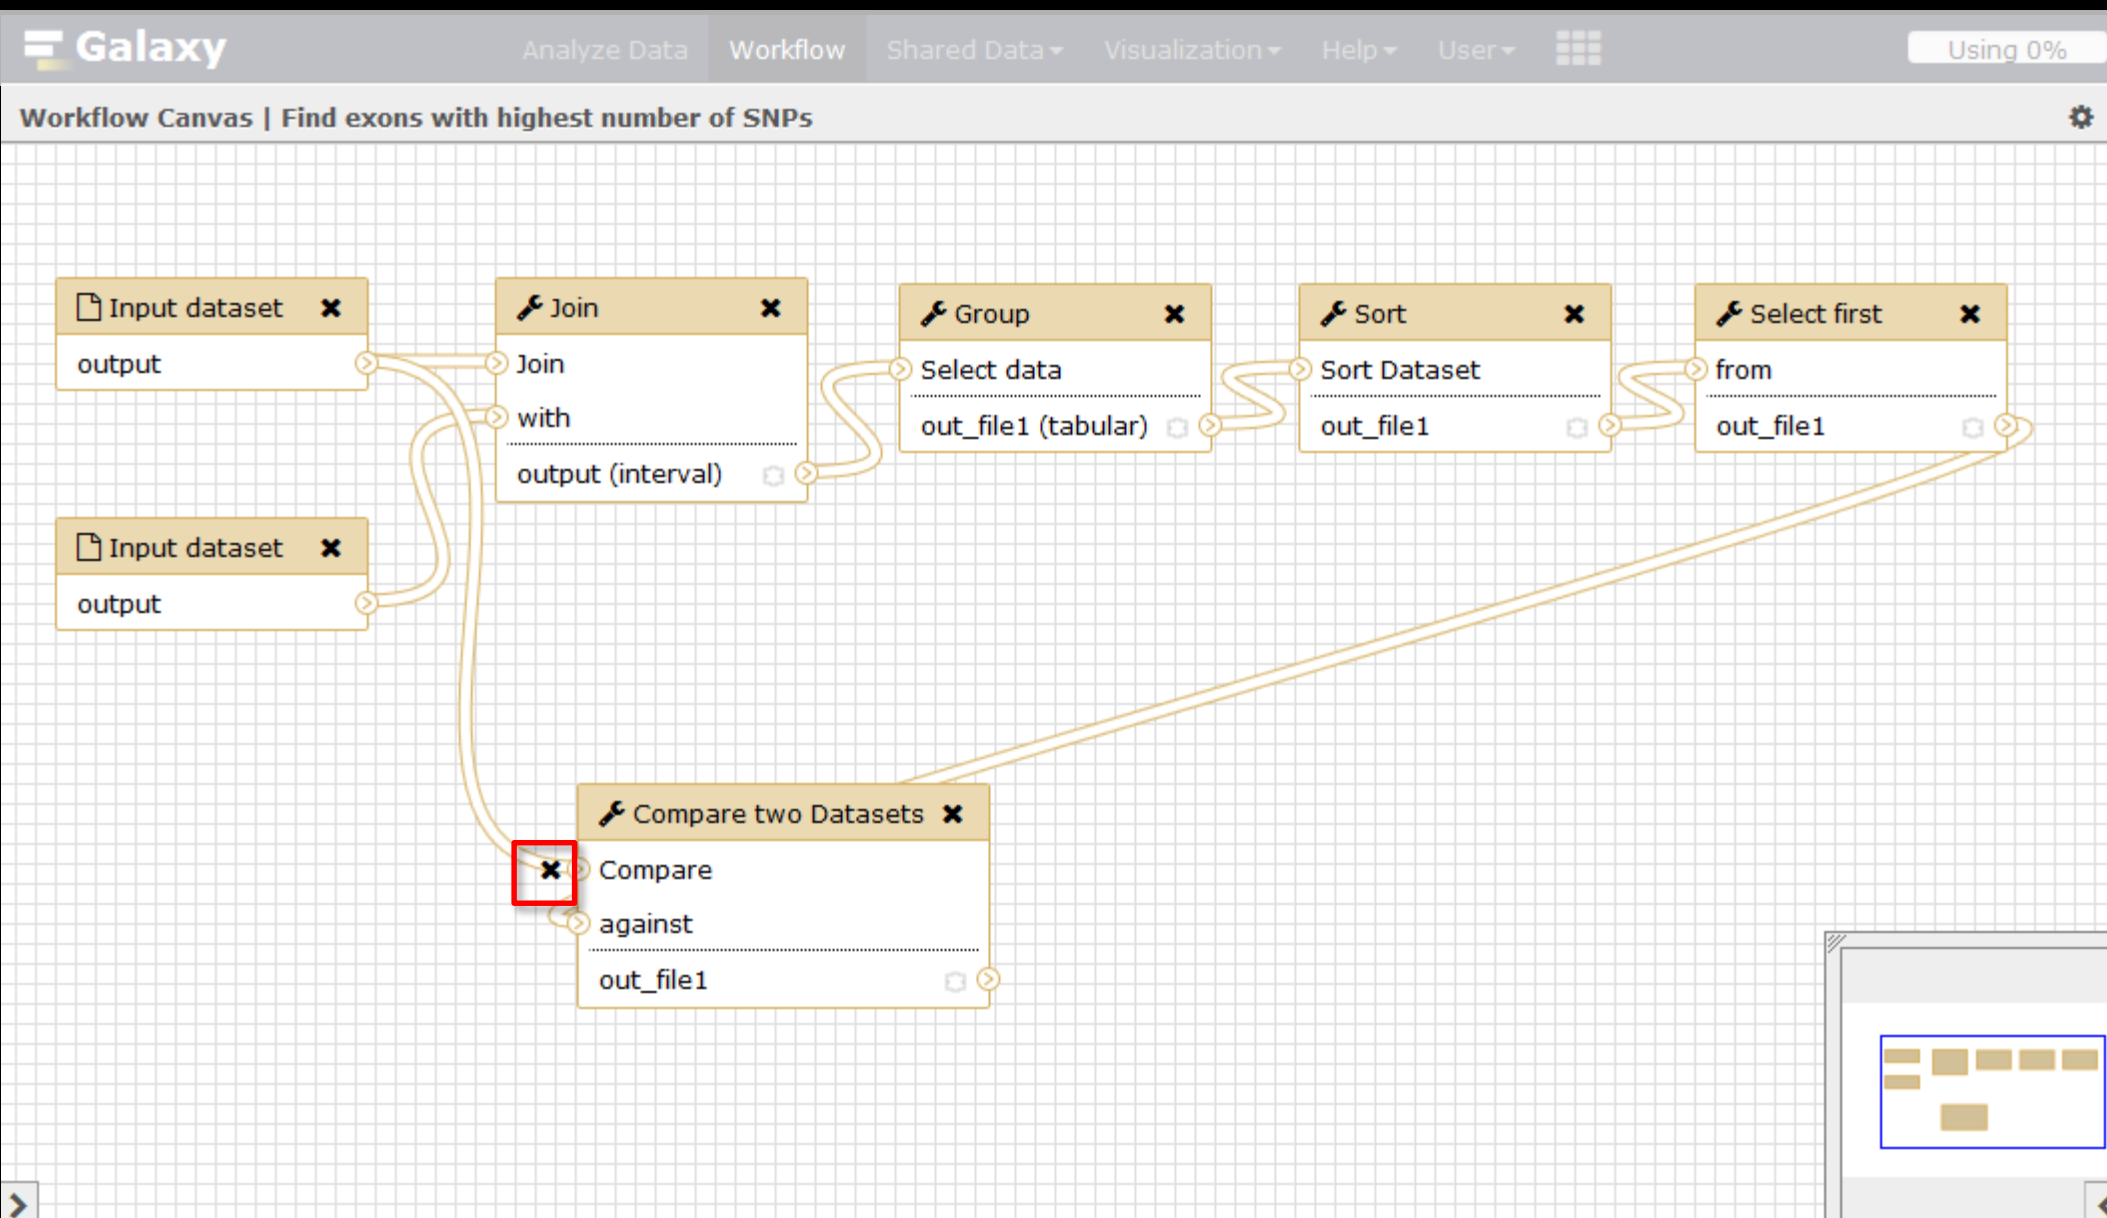 Galaxy
Analyze Data Workflow Shared Data Visualization Help User Using 0%
Workflow Canvas | Find exons with highest number of SNPs
Input dataset
output
Join
Join
with
output (interval)
Group
Select data
out_file1 (tabular)
Sort
Sort Dataset
out_file1
Select first
from
out_file1
Input dataset
output
Compare two Datasets
Compare
against
out_file1